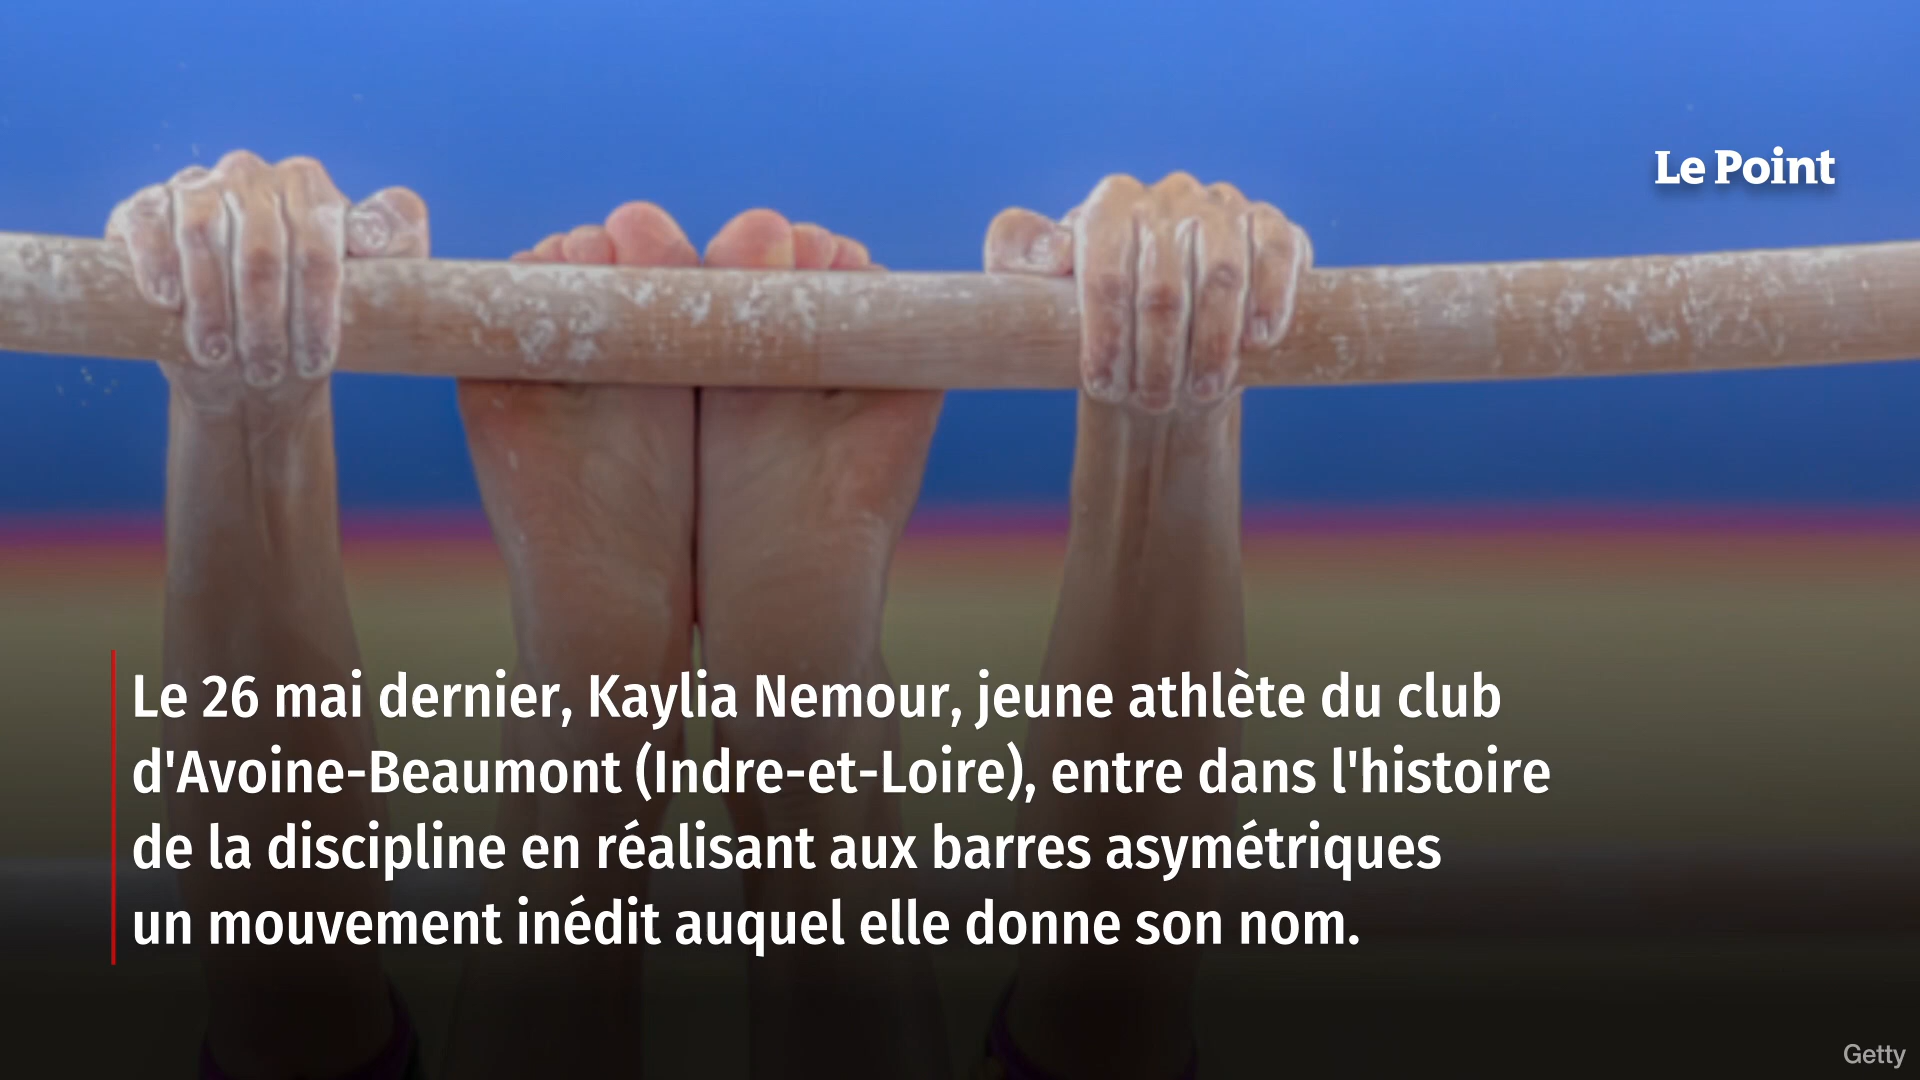 Le Point
Le 26 mai dernier, Kaylia Nemour, jeune athlète du club
d'Avoine-Beaumont (Indre-et-Loire), entre dans l'histoire
de la discipline en réalisant aux barres asymétriques
un mouvement inédit auquel elle donne son nom.
Getty